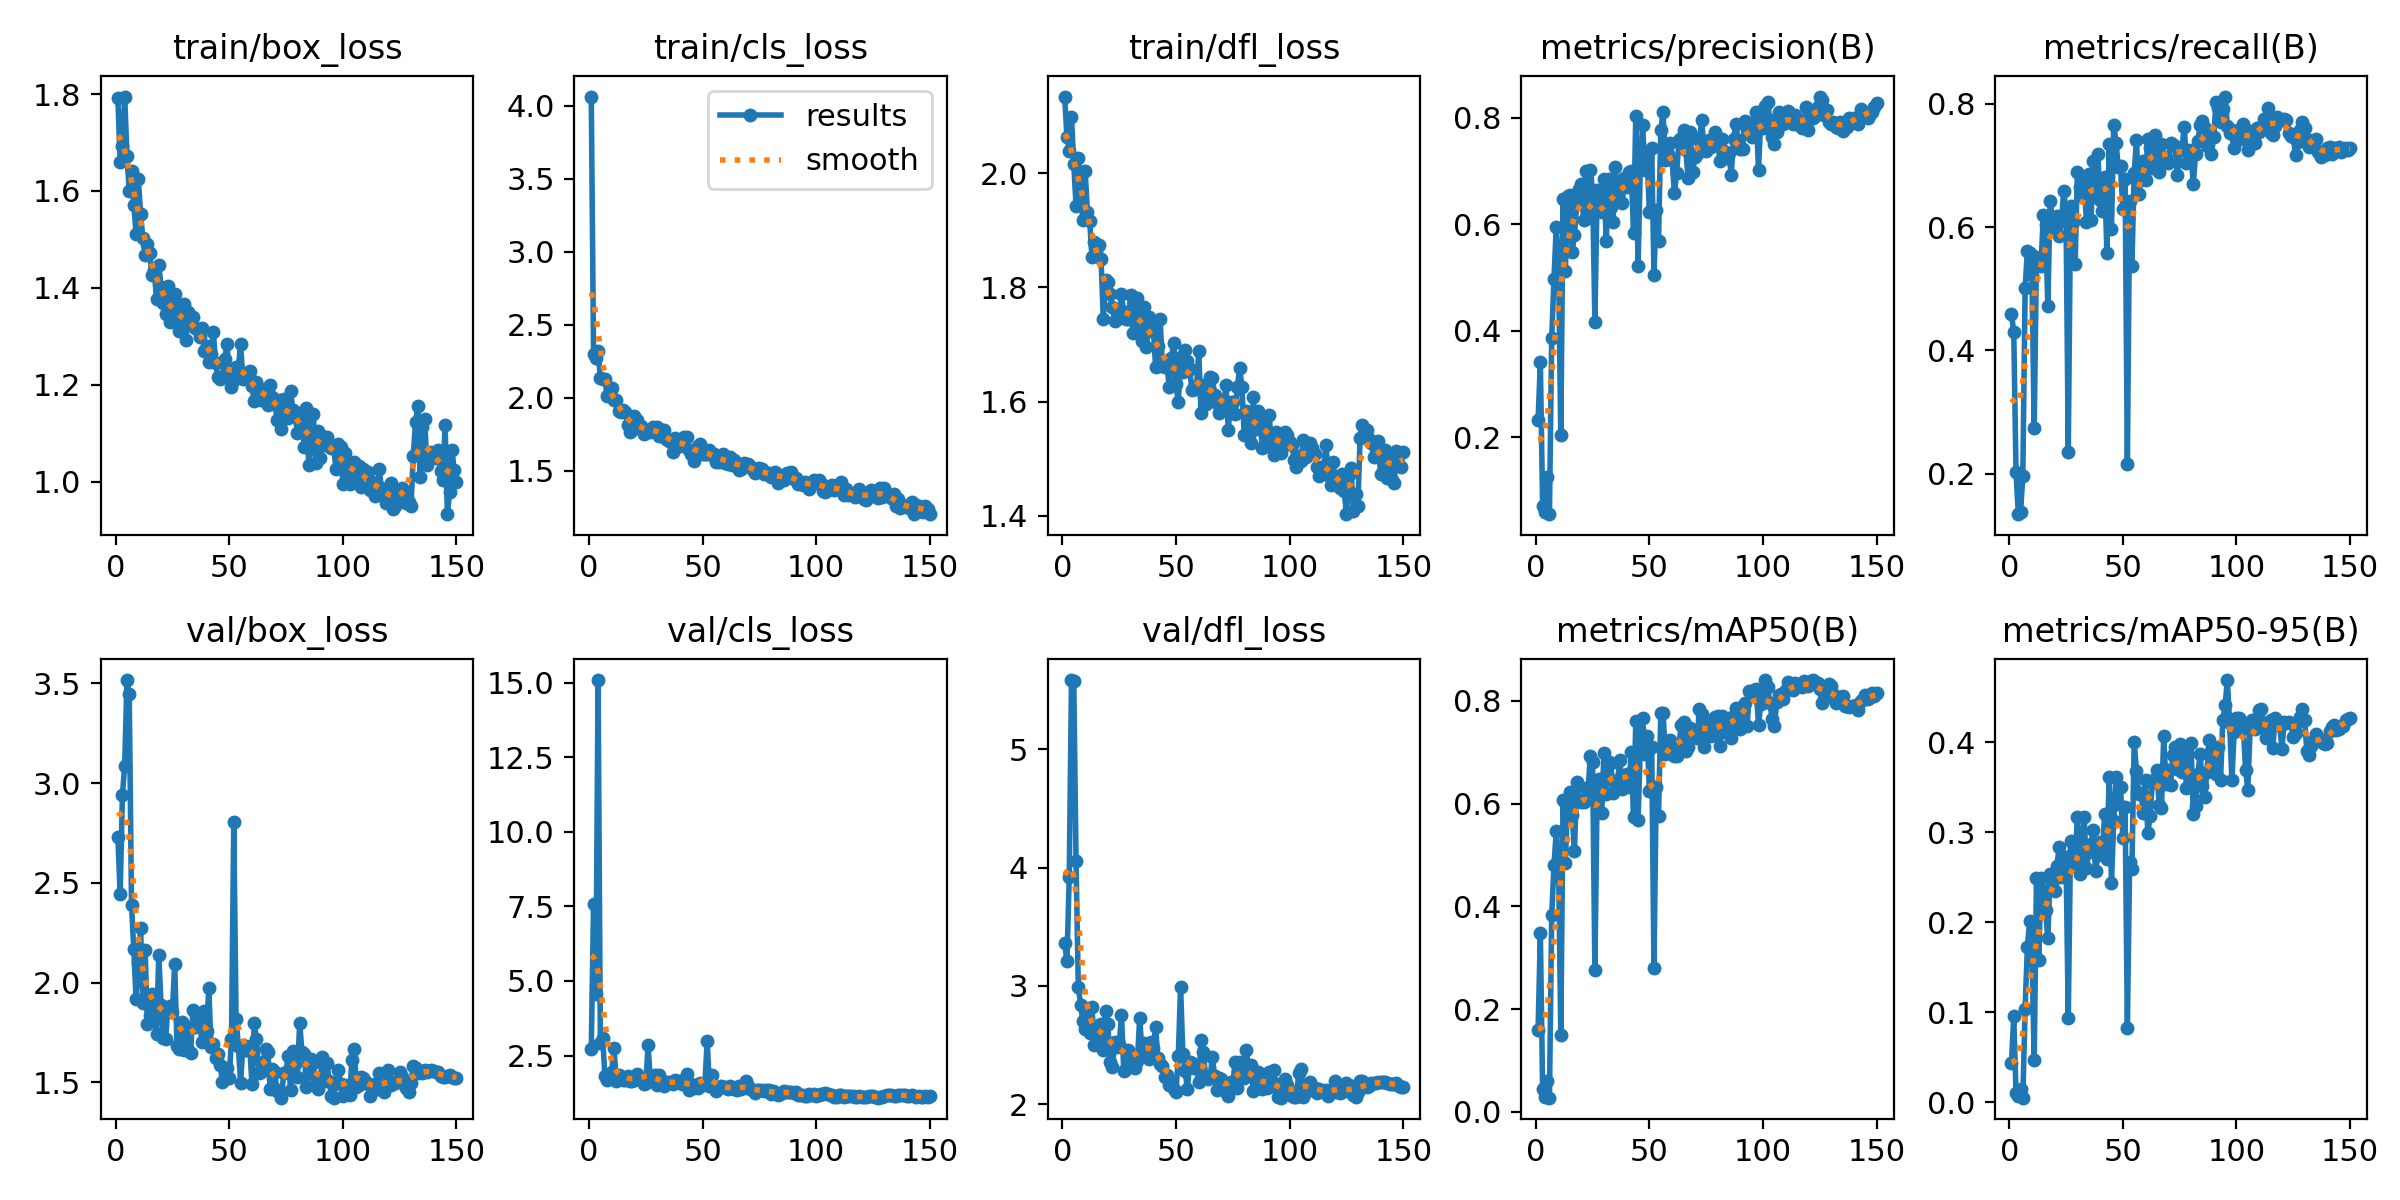 train/box_loss
1.8
1.6
1.4
1.2
1.0
0 50 100 150
train/cls_loss
4.0
3.5
3.0
2.5
2.0
1.5
0 50 100 150
results
smooth
train/dfl_loss
2.0
1.8
1.6
1.4
0 50 100 150
metrics/precision(B)
0.8
0.6
0.4
0.2
0 50 100 150
metrics/recall(B)
0.8
0.6
0.4
0.2
0 50 100 150
val/box_loss
3.5
3.0
2.5
2.0
1.5
0 50 100 150
val/cls_loss
15.0
12.5
10.0
7.5
5.0
2.5
0 50 100 150
val/dfl_loss
5
4
3
2
0 50 100 150
metrics/mAP50(B)
0.8
0.6
0.4
0.2
0.0
0 50 100 150
metrics/mAP50-95(B)
0.4
0.3
0.2
0.1
0.0
0 50 100 150